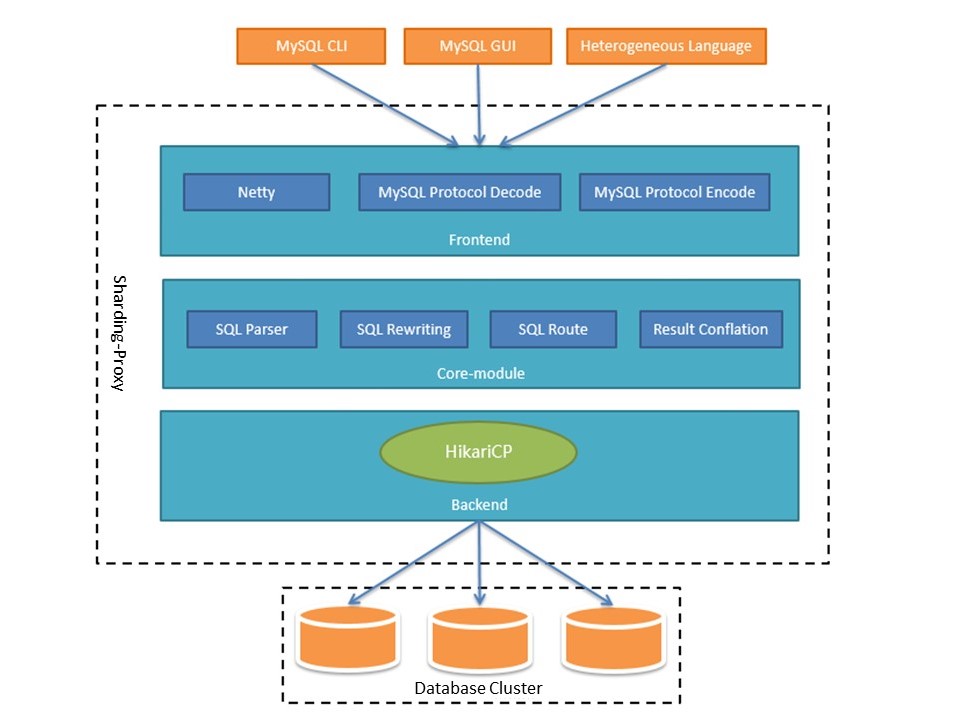 MySQL CLI
MySQL GUI
Heterogeneous Language
Sharding-Proxy
Netty
MySQL Protocol Decode
MySQL Protocol Encode
Frontend
SQL Parser
SQL Rewriting
SQL Route
Result Conflation
Core-module
HikariCP
Backend
Database Cluster